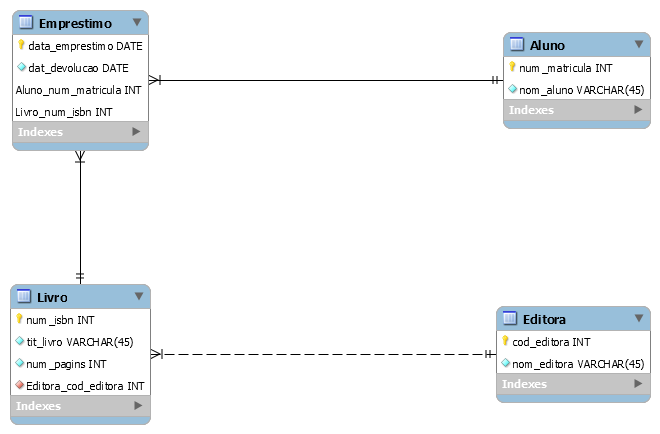 Emprestimo
data_emprestimo DATE
dat_devolucao DATE
Aluno_num_matricula INT
Livro_num_isbn INT
Indexes
Aluno
num_matricula INT
nom_aluno VARCHAR(45)
Indexes
Livro
num_isbn INT
tit_livro VARCHAR(45)
num_pagins INT
Editora_cod_editora INT
Indexes
Editora
cod_editora INT
nom_editora VARCHAR(45)
Indexes